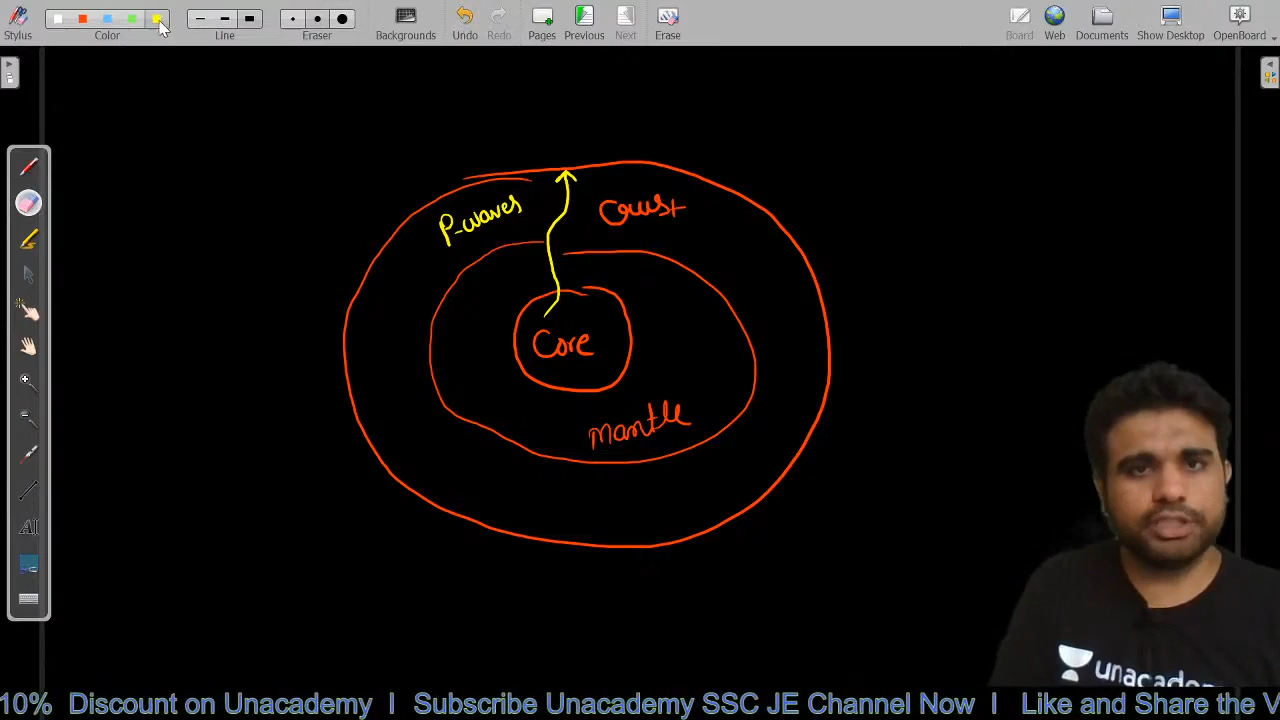 Stylus Color Line Eraser Backgrounds Undo Redo Pages Previous Next Erase Board Web Documents Show Desktop OpenBoard
P-waves
Crust
Core
Mantle
unacademy
10% Discount on Unacademy I Subscribe Unacademy SSC JE Channel Now I Like and Share the V